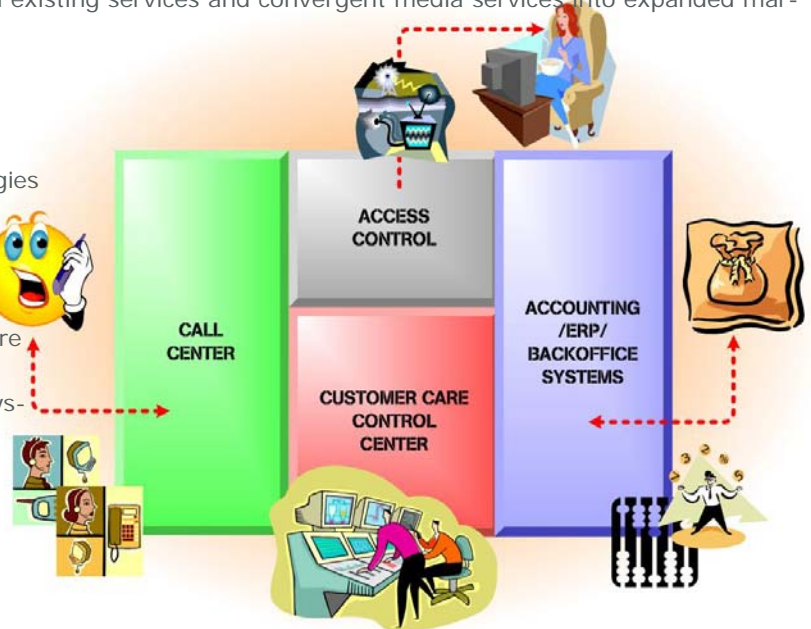 existing services and convergent media services into expanded mar-
gies
re
ys-
CALL
CENTER
ACCESS
CONTROL
CUSTOMER CARE
CONTROL
CENTER
ACCOUNTING
/ERP/
BACKOFFICE
SYSTEMS